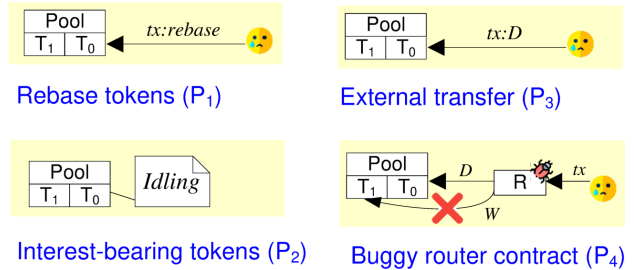 Pool
T₁ T₀
tx:rebase
Rebase tokens (P₁)
Pool
T₁ T₀
tx:D
External transfer (P₃)
Pool
T₁ T₀
Idling
Interest-bearing tokens (P₂)
Pool
T₁ T₀
D
R
tx
W
Buggy router contract (P₄)